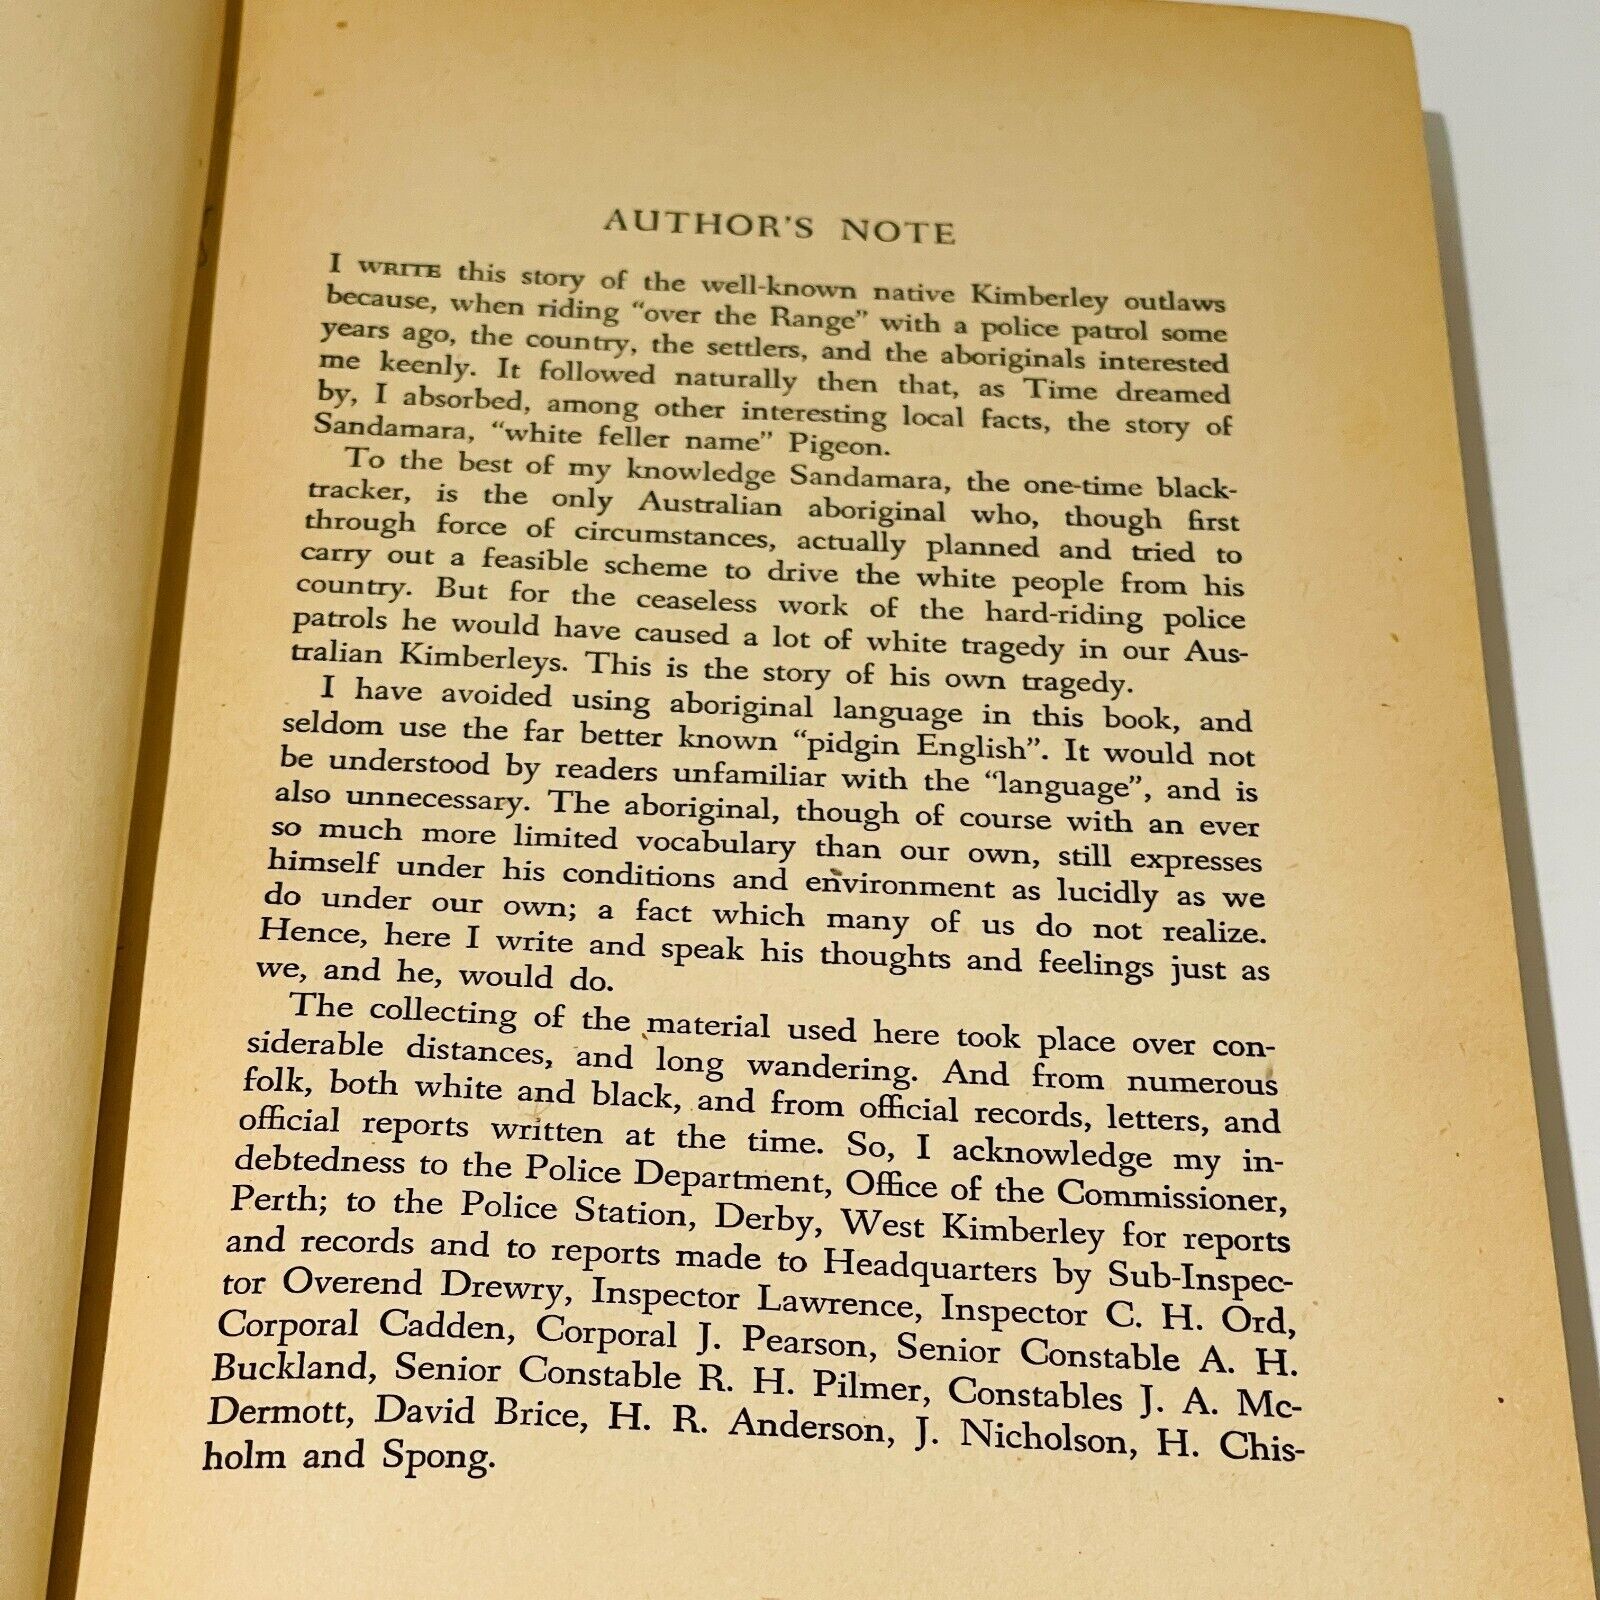 AUTHOR'S NOTE
I WRITE this story of the well-known native Kimberley outlaws
because, when riding “over the Range” with a police patrol some
years ago, the country, the settlers, and the aboriginals interested
me keenly. It followed naturally then that, as Time dreamed
by, I absorbed, among other interesting local facts, the story of
Sandamara, “white feller name” Pigeon.
To the best of my knowledge Sandamara, the one-time black-
tracker, is the only Australian aboriginal who, though first
through force of circumstances, actually planned and tried to
carry out a feasible scheme to drive the white people from his
country. But for the ceaseless work of the hard-riding police
patrols he would have caused a lot of white tragedy in our Aus-
tralian Kimberleys. This is the story of his own tragedy.
I have avoided using aboriginal language in this book, and
seldom use the far better known “pidgin English”. It would not
be understood by readers unfamiliar with the “language”, and is
also unnecessary. The aboriginal, though of course with an ever
so much more limited vocabulary than our own, still expresses
himself under his conditions and environment as lucidly as we
do under our own; a fact which many of us do not realize.
Hence, here I write and speak his thoughts and feelings just as
we, and he, would do.
The collecting of the material used here took place over con-
siderable distances, and long wandering. And from numerous
folk, both white and black, and from official records, letters, and
official reports written at the time. So, I acknowledge my in-
debtedness to the Police Department, Office of the Commissioner,
Perth; to the Police Station, Derby, West Kimberley for reports
and records and to reports made to Headquarters by Sub-Inspec-
tor Overend Drewry, Inspector Lawrence, Inspector C. H. Ord,
Corporal Cadden, Corporal J. Pearson, Senior Constable A. H.
Buckland, Senior Constable R. H. Pilmer, Constables J. A. Mc-
Dermott, David Brice, H. R. Anderson, J. Nicholson, H. Chis-
holm and Spong.